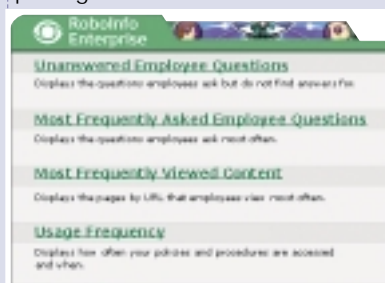 RoboInfo
Enterprise
Unanswered Employee Questions
Displays the questions employees ask but do not find answers for.
Most Frequently Asked Employee Questions
Displays the questions employees ask most often.
Most Frequently Viewed Content
Displays the pages by URL that employees view most often.
Usage Frequency
Displays how often your policies and procedures are accessed
and when.